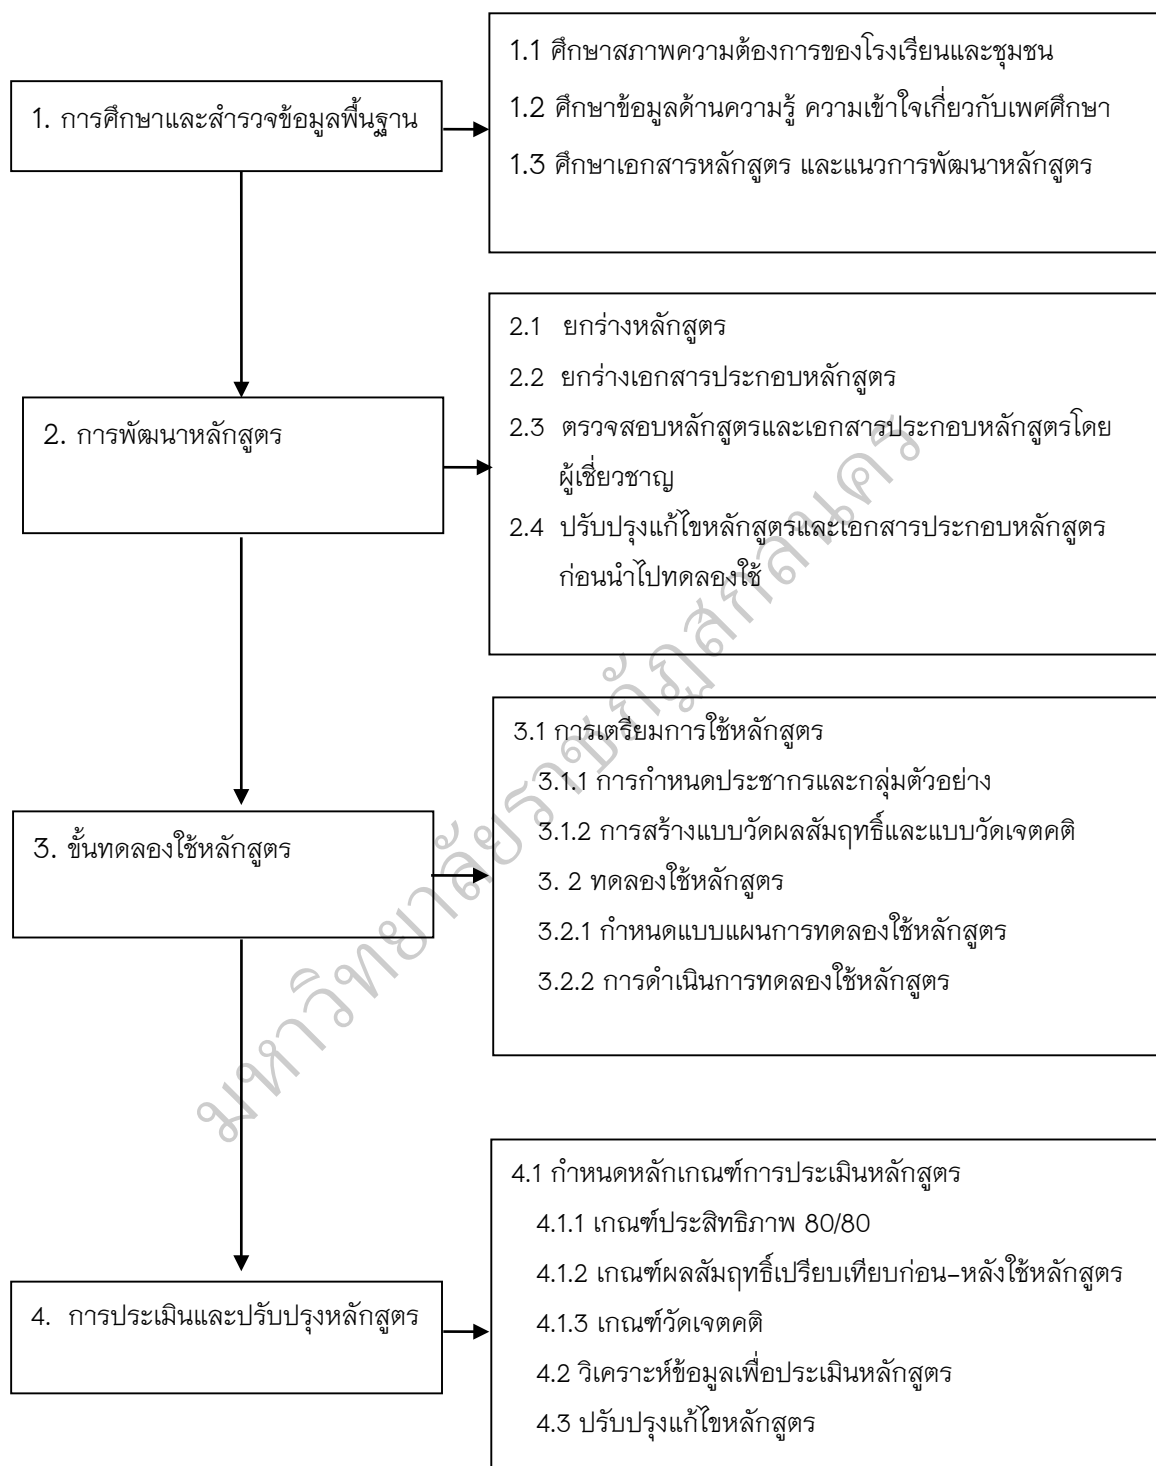 1. การศึกษาและสำรวจข้อมูลพื้นฐาน
1.1 ศึกษาสภาพความต้องการของโรงเรียนและชุมชน
1.2 ศึกษาข้อมูลด้านความรู้ ความเข้าใจเกี่ยวกับเพศศึกษา
1.3 ศึกษาเอกสารหลักสูตร และแนวการพัฒนาหลักสูตร
2. การพัฒนาหลักสูตร
2.1 ยกร่างหลักสูตร
2.2 ยกร่างเอกสารประกอบหลักสูตร
2.3 ตรวจสอบหลักสูตรและเอกสารประกอบหลักสูตรโดย
ผู้เชี่ยวชาญ
2.4 ปรับปรุงแก้ไขหลักสูตรและเอกสารประกอบหลักสูตร
ก่อนนำไปทดลองใช้
3. ขั้นทดลองใช้หลักสูตร
3.1 การเตรียมการใช้หลักสูตร
3.1.1 การกำหนดประชากรและกลุ่มตัวอย่าง
3.1.2 การสร้างแบบวัดผลสัมฤทธิ์และแบบวัดเจตคติ
3. 2 ทดลองใช้หลักสูตร
3.2.1 กำหนดแบบแผนการทดลองใช้หลักสูตร
3.2.2 การดำเนินการทดลองใช้หลักสูตร
4. การประเมินและปรับปรุงหลักสูตร
4.1 กำหนดหลักเกณฑ์การประเมินหลักสูตร
4.1.1 เกณฑ์ประสิทธิภาพ 80/80
4.1.2 เกณฑ์ผลสัมฤทธิ์เปรียบเทียบก่อน-หลังใช้หลักสูตร
4.1.3 เกณฑ์วัดเจตคติ
4.2 วิเคราะห์ข้อมูลเพื่อประเมินหลักสูตร
4.3 ปรับปรุงแก้ไขหลักสูตร
มหาวิทยาลัยราชภัฏสกลนคร